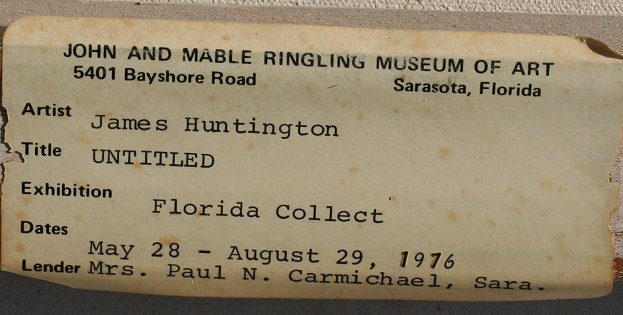 JOHN AND MABLE RINGLING MUSEUM OF ART
5401 Bayshore Road Sarasota, Florida
Artist James Huntington
Title UNTITLED
Exhibition Florida Collect
Dates May 28 - August 29, 1976
Lender Mrs. Paul N. Carmichael, Sara.